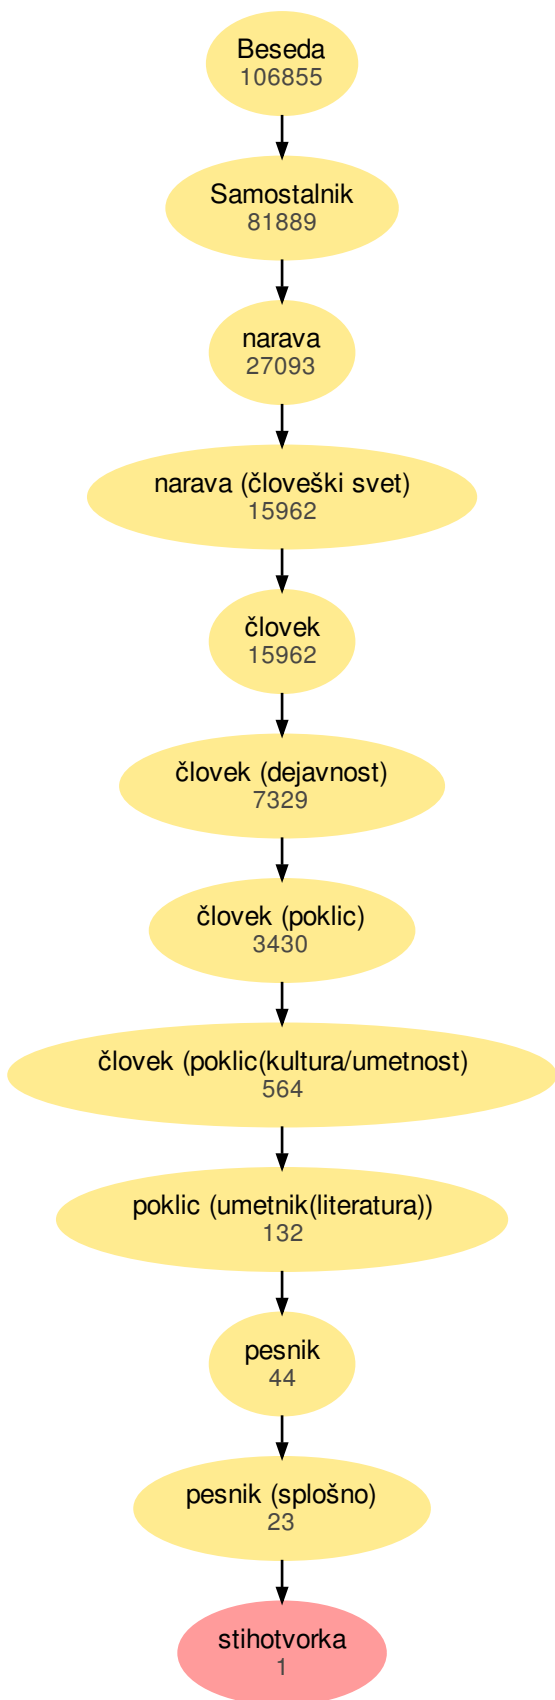 Beseda
106855
Samostalnik
81889
narava
27093
narava (človeški svet)
15962
človek
15962
človek (dejavnost)
7329
človek (poklic)
3430
človek (poklic(kultura/umetnost)
564
poklic (umetnik(literatura))
132
pesnik
44
pesnik (splošno)
23
stihotvorka
1